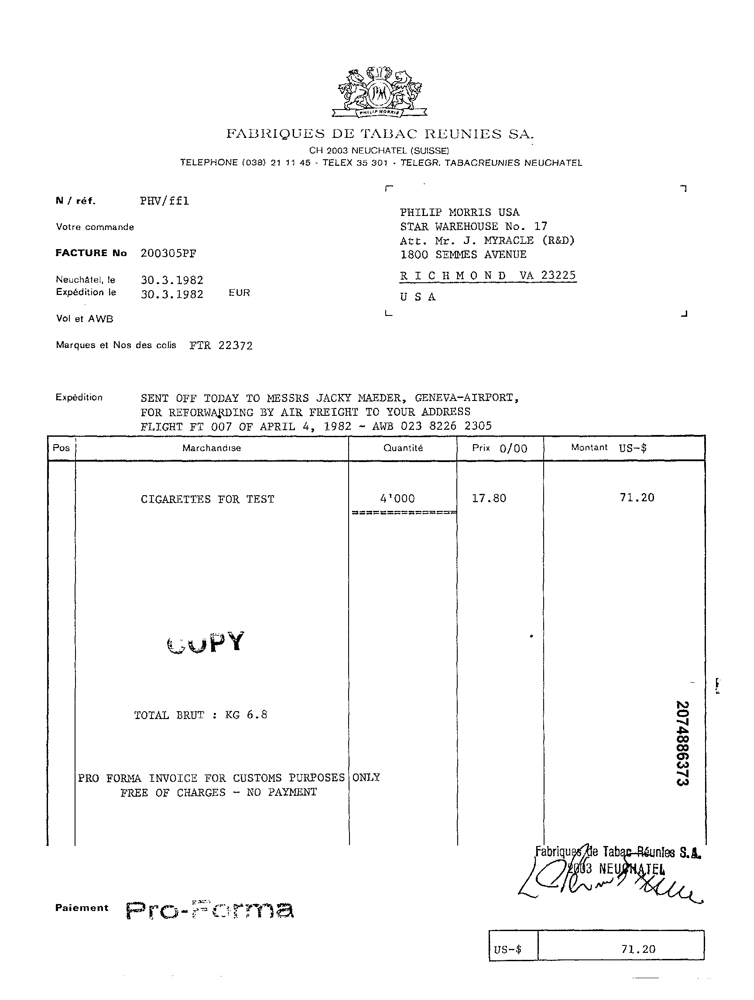 PM
PHILIP MORRIS
FABRIQUES DE TABAC REUNIES SA.
CH 2003 NEUCHATEL (SUISSE)
TELEPHONE (038) 21 11 45 - TELEX 35 301 - TELEGR. TABACREUNIES NEUCHATEL
N / réf. PHV/ffl
Votre commande
FACTURE No 200305PF
Neuchâtel, le 30.3.1982
Expédition le 30.3.1982 EUR
Vol et AWB
Marques et Nos des colis FTR 22372
PHILIP MORRIS USA
STAR WAREHOUSE No. 17
Att. Mr. J. MYRACLE (R&D)
1800 SEMMES AVENUE
R I C H M O N D VA 23225
U S A
Expédition SENT OFF TODAY TO MESSRS JACKY MAEDER, GENEVA-AIRPORT,
FOR REFORWARDING BY AIR FREIGHT TO YOUR ADDRESS
FLIGHT FT 007 OF APRIL 4, 1982 - AWB 023 8226 2305
Pos Marchandise Quantité Prix 0/00 Montant US-$
CIGARETTES FOR TEST 4'000 17.80 71.20
===============
COPY
TOTAL BRUT : KG 6.8
2074886373
PRO FORMA INVOICE FOR CUSTOMS PURPOSES ONLY
FREE OF CHARGES - NO PAYMENT
Fabriques de Tabac Réunies S.A.
2003 NEUCHATEL
Paiement Pro-Forma
US-$ 71.20